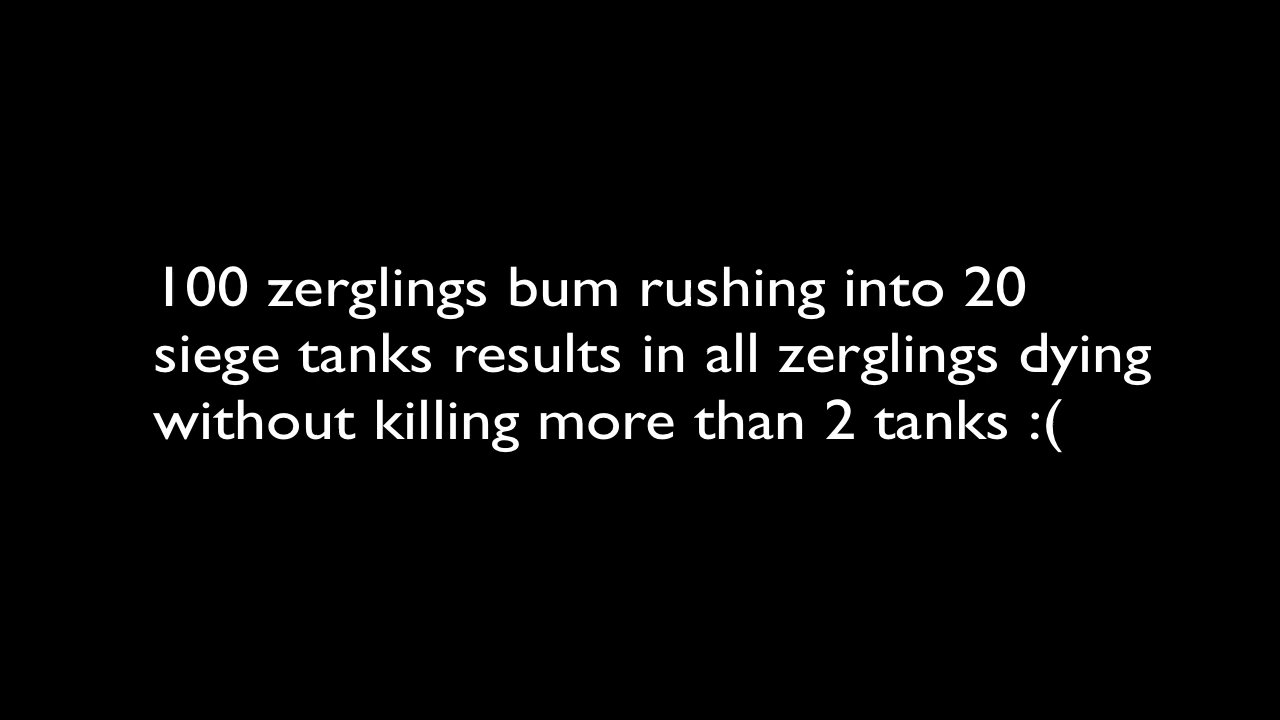 100 zerglings bum rushing into 20
siege tanks results in all zerglings dying
without killing more than 2 tanks :(